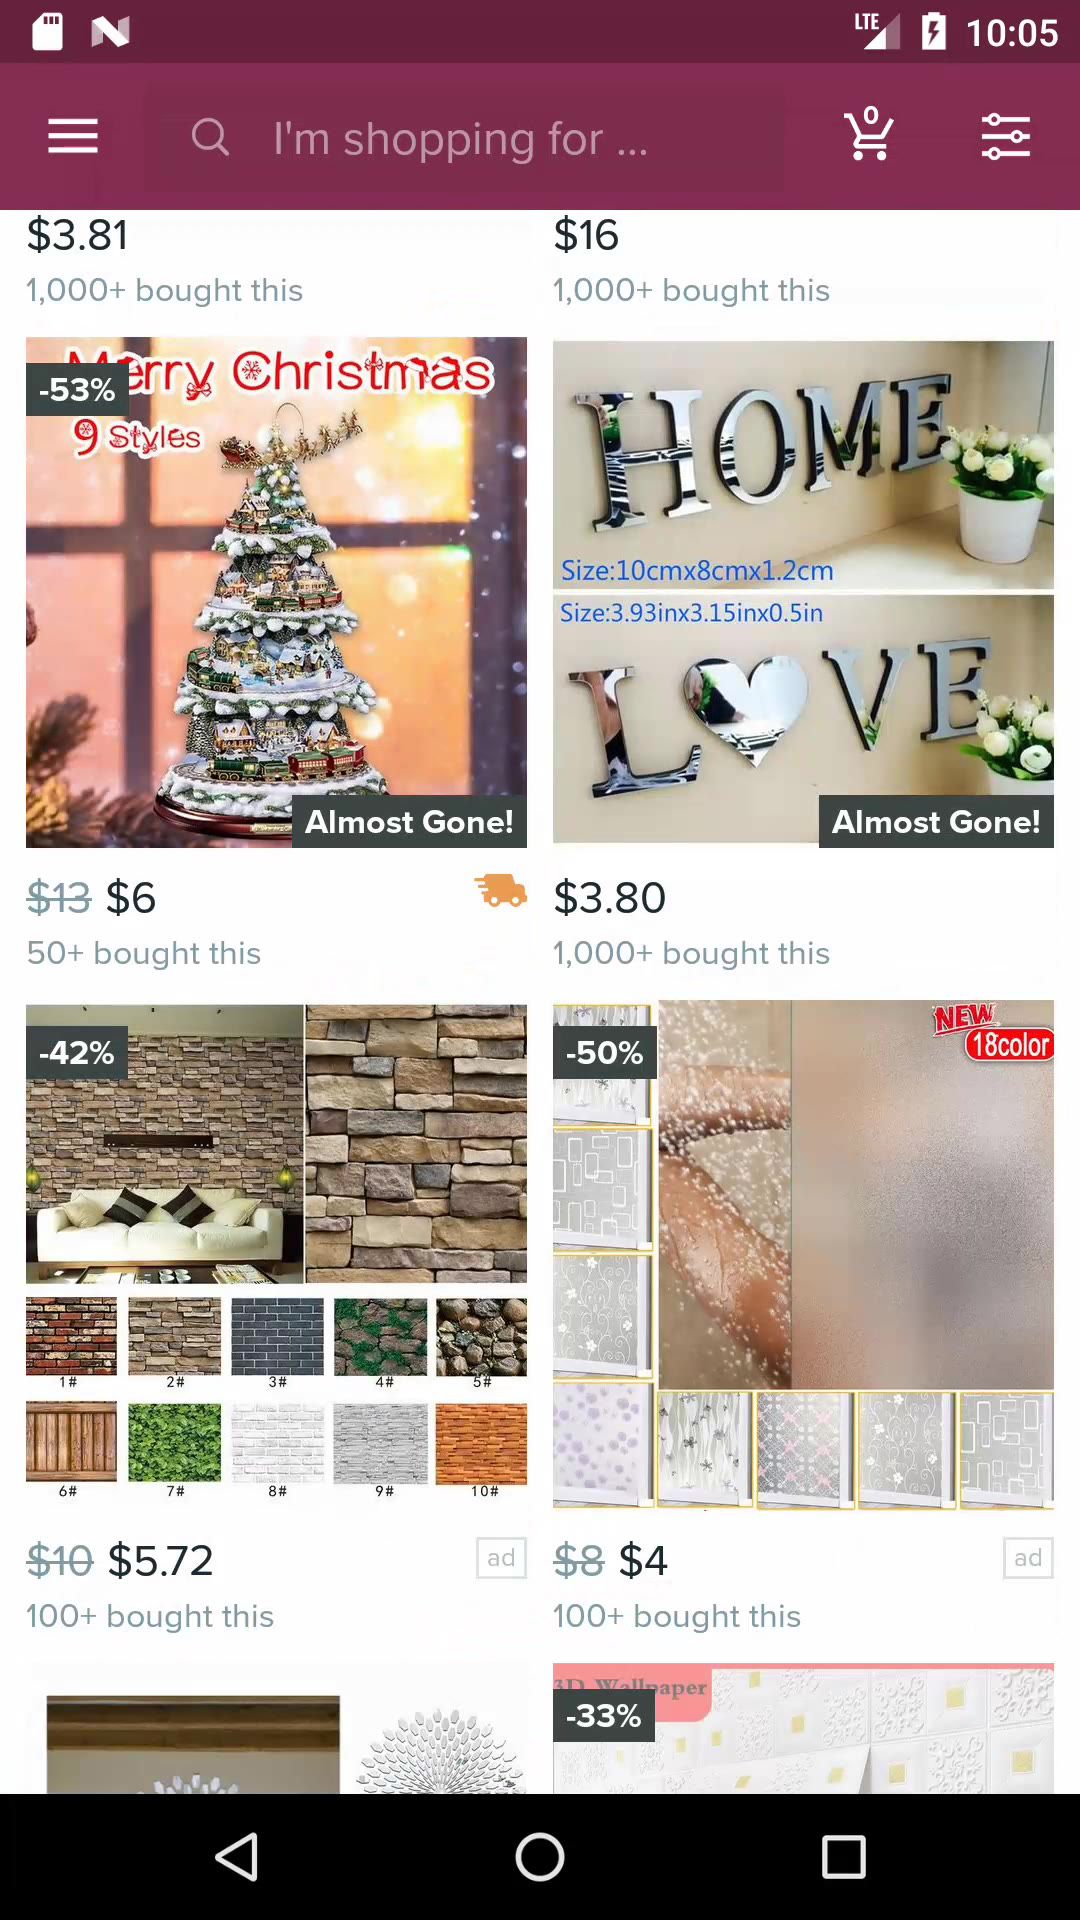 LTE 10:05
I'm shopping for ...
0
$3.81
1,000+ bought this
$16
1,000+ bought this
Merry Christmas
-53%
9 Styles
Almost Gone!
$13 $6
50+ bought this
Size:10cmx8cmx1.2cm
Size:3.93inx3.15inx0.5in
HOME
LVE
Almost Gone!
$3.80
1,000+ bought this
-42%
1# 2# 3# 4# 5#
6# 7# 8# 9# 10#
$10 $5.72
ad
100+ bought this
-50%
NEW
18color
$8 $4
ad
100+ bought this
3D Wallpaper
-33%